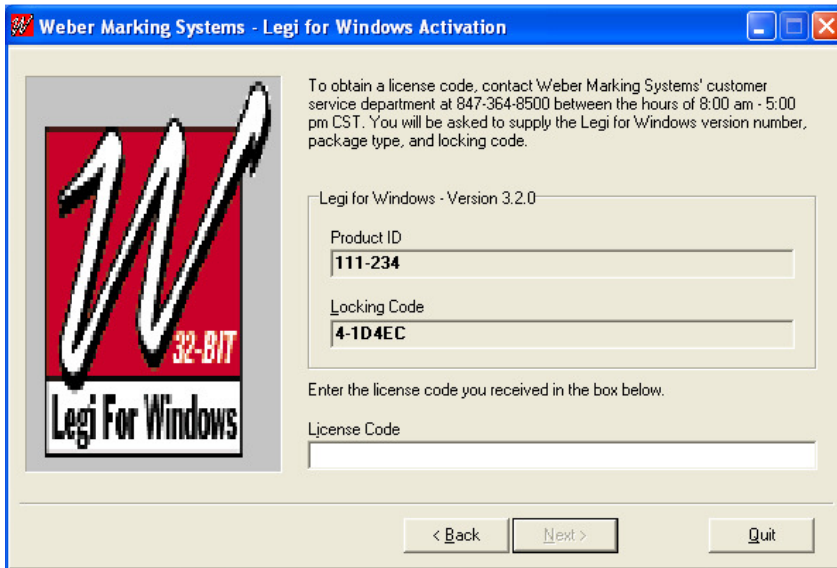 Weber Marking Systems - Legi for Windows Activation
To obtain a license code, contact Weber Marking Systems' customer
service department at 847-364-8500 between the hours of 8:00 am - 5:00
pm CST. You will be asked to supply the Legi for Windows version number,
package type, and locking code.
W
32-BIT
Legi For Windows
Legi for Windows - Version 3.2.0
Product ID
111-234
Locking Code
4-1D4EC
Enter the license code you received in the box below.
License Code
< Back
Next >
Quit